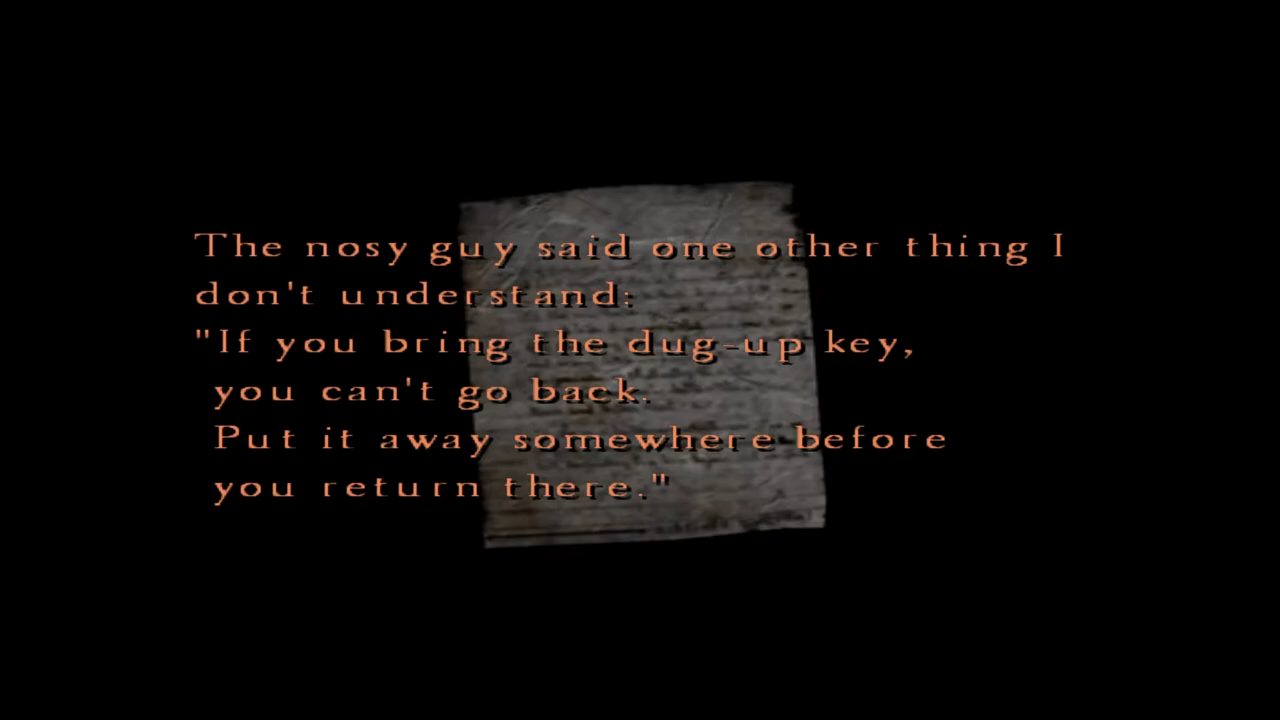 The nosy guy said one other thing I
don't understand:
"If you bring the dug-up key,
you can't go back.
Put it away somewhere before
you return there."